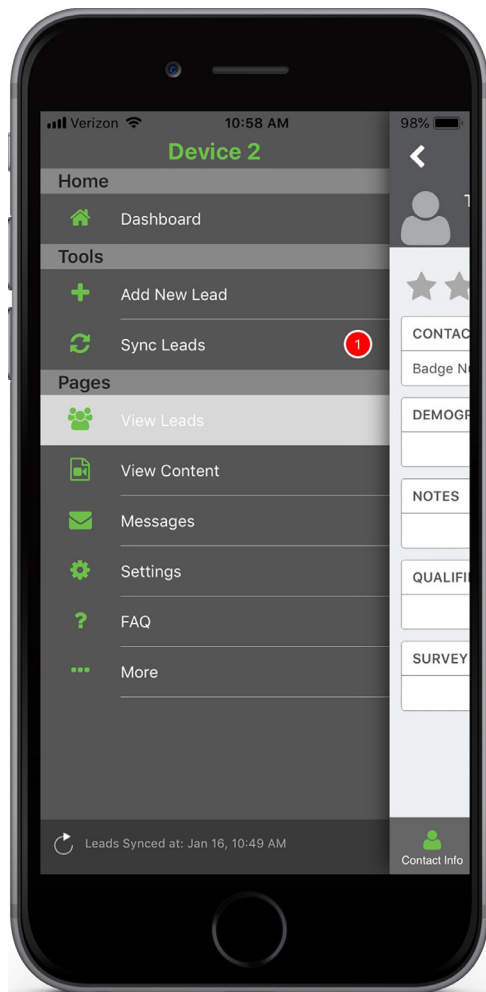 Verizon 10:58 AM 98%
Device 2
Home
Dashboard
Tools
Add New Lead
Sync Leads 1
Pages
View Leads
View Content
Messages
Settings
FAQ
? 
More
Leads Synced at: Jan 16, 10:49 AM
T
CONTAC
Badge Nu
DEMOGR
NOTES
QUALIFI
SURVEY
Contact Info